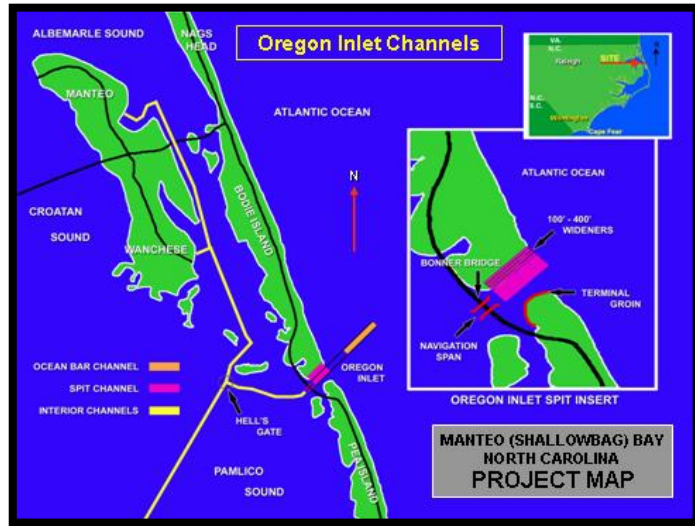 ALBEMARLE SOUND
NAGS
HEAD
Oregon Inlet Channels
VA.
N.C.
Raleigh
SITE
N
N.C.
S.C.
Wilmington
Cape Fear
MANTEO
ATLANTIC OCEAN
N
CROATAN
SOUND
WANCHESE
BODIE ISLAND
ATLANTIC OCEAN
100' - 400'
WIDENERS
BONNER BRIDGE
TERMINAL
GROIN
NAVIGATION
SPAN
OREGON INLET SPIT INSERT
OCEAN BAR CHANNEL
SPIT CHANNEL
INTERIOR CHANNELS
OREGON
INLET
HELL'S
GATE
PAMLICO
SOUND
PEA ISLAND
MANTEO (SHALLOWBAG) BAY
NORTH CAROLINA
PROJECT MAP